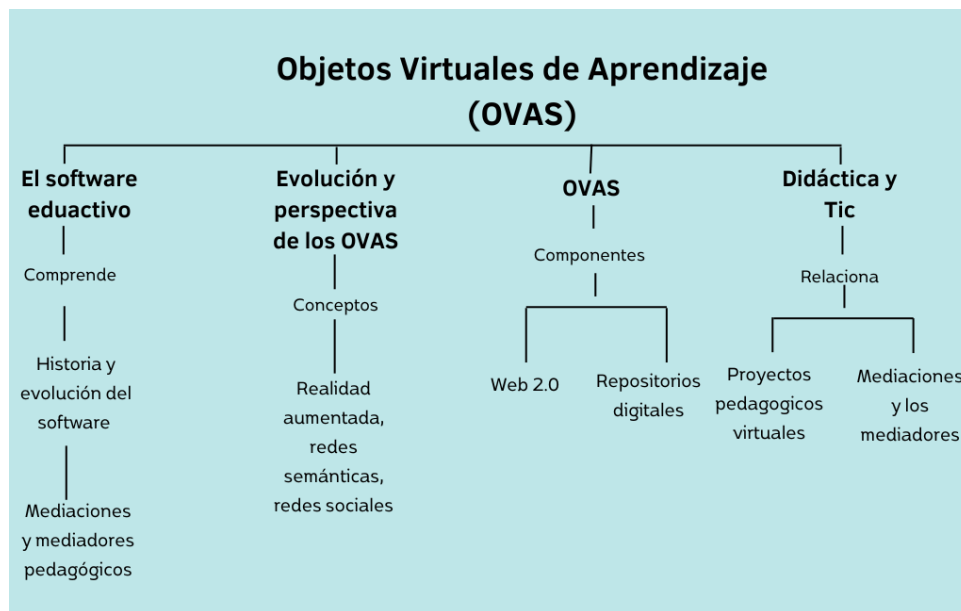 Objetos Virtuales de Aprendizaje
(OVAS)
El software
eduactivo
Comprende
Historia y
evolución del
software
Mediaciones
y mediadores
pedagógicos
Evolución y
perspectiva
de los OVAS
Conceptos
Realidad
aumentada,
redes
semánticas,
redes sociales
OVAS
Componentes
Web 2.0
Repositorios
digitales
Didáctica y
Tic
Relaciona
Proyectos
pedagogicos
virtuales
Mediaciones
y los
mediadores